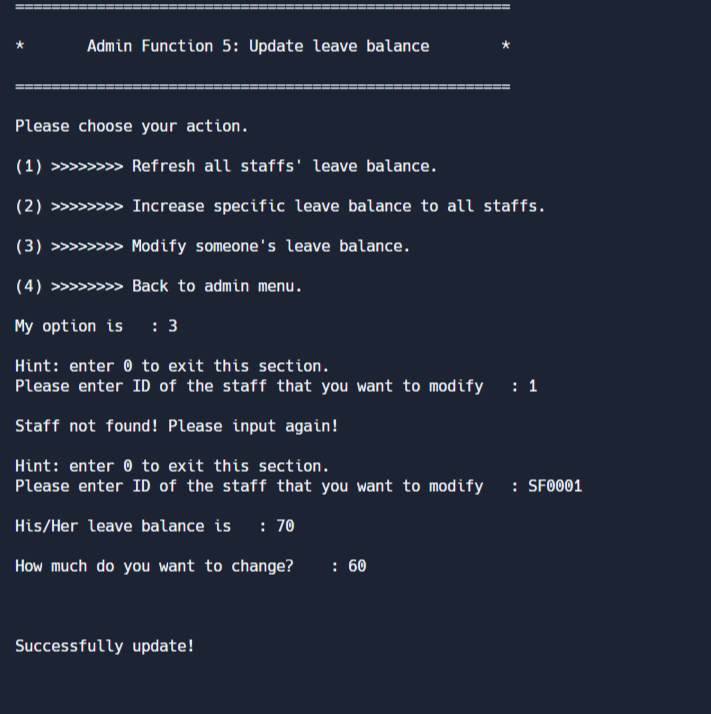 =======================================================
*       Admin Function 5: Update leave balance        *
=======================================================
Please choose your action.
(1) >>>>>>>> Refresh all staffs' leave balance.
(2) >>>>>>>> Increase specific leave balance to all staffs.
(3) >>>>>>>> Modify someone's leave balance.
(4) >>>>>>>> Back to admin menu.
My option is   : 3
Hint: enter 0 to exit this section.
Please enter ID of the staff that you want to modify   : 1
Staff not found! Please input again!
Hint: enter 0 to exit this section.
Please enter ID of the staff that you want to modify   : SF0001
His/Her leave balance is   : 70
How much do you want to change?    : 60
Successfully update!